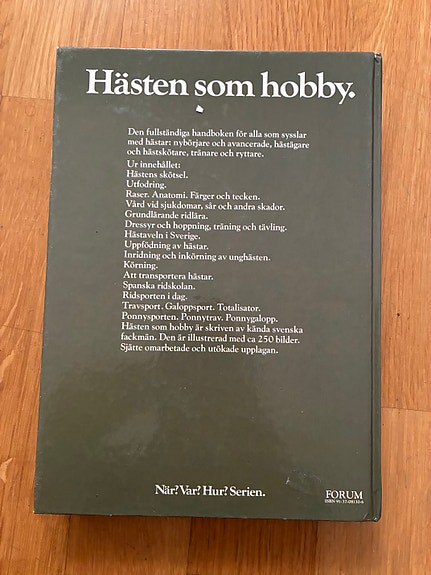 Hästen som hobby.
Den fullständiga handboken för alla som sysslar
med hästar: nybörjare och avancerade, hästägare
och hästskötare, tränare och ryttare.
Ur innehållet:
Hästens skötsel.
Utfodring.
Raser. Anatomi. Färger och tecken.
Vård vid sjukdomar, sår och andra skador.
Grundlärande ridlära.
Dressyr och hoppning, träning och tävling.
Hästaveln i Sverige.
Uppfödning av hästar.
Inridning och inkörning av unghästen.
Körning.
Att transportera hästar.
Spanska ridskolan.
Ridsporten i dag.
Travsport. Galoppsport. Totalisator.
Ponnysporten. Ponnytrav. Ponnygalopp.
Hästen som hobby är skriven av kända svenska
fackmän. Den är illustrerad med ca 250 bilder.
Sjätte omarbetade och utökade upplagan.
När? Var? Hur? Serien.
FORUM
ISBN 91-37-08130-6